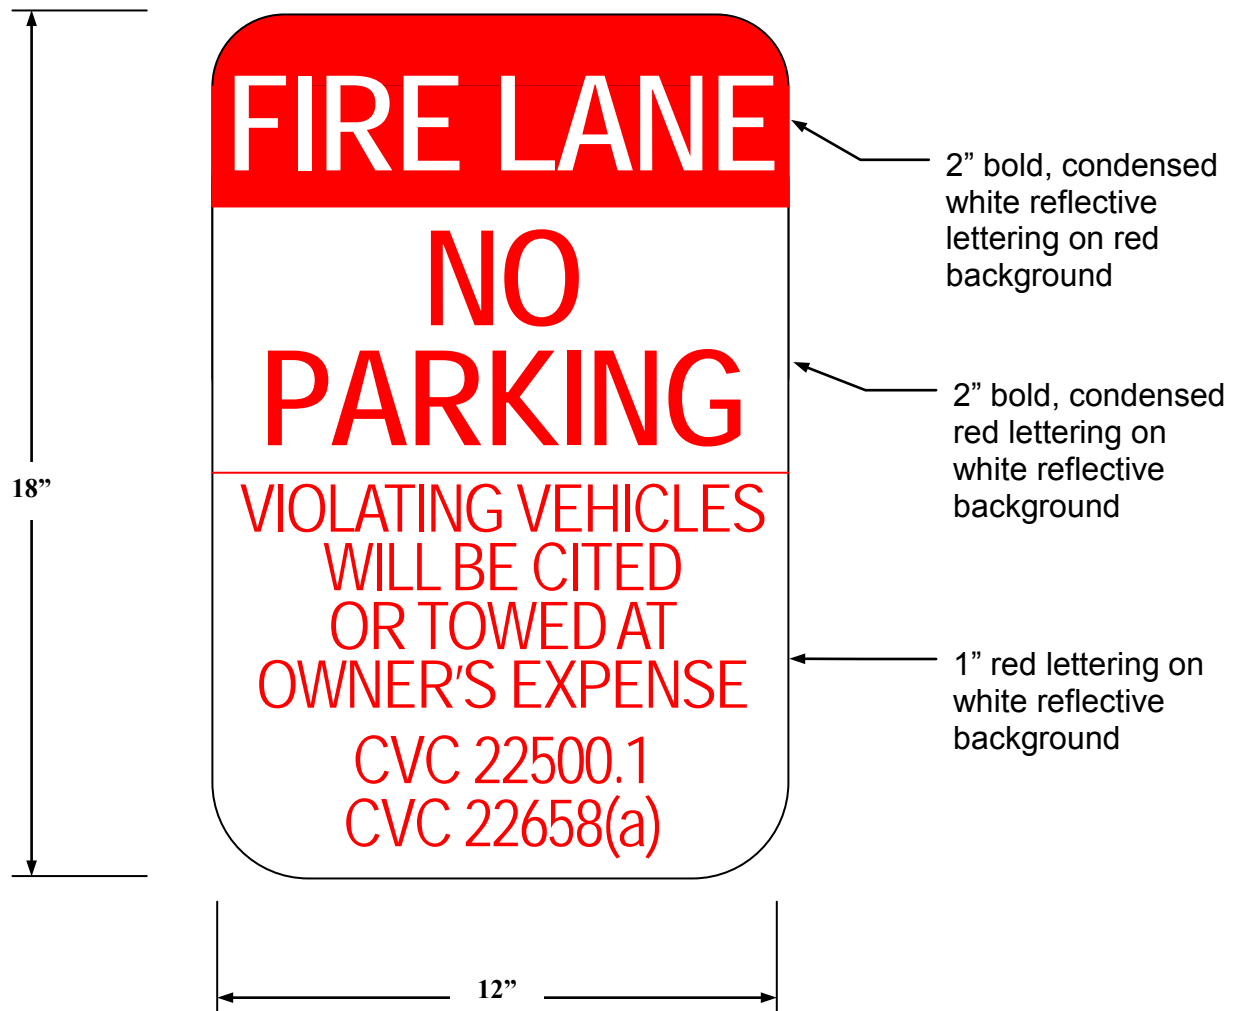 FIRE LANE
NO
PARKING
VIOLATING VEHICLES
WILL BE CITED
OR TOWED AT
OWNER'S EXPENSE
CVC 22500.1
CVC 22658(a)
2” bold, condensed
white reflective
lettering on red
background
2” bold, condensed
red lettering on
white reflective
background
1” red lettering on
white reflective
background
18”
12”